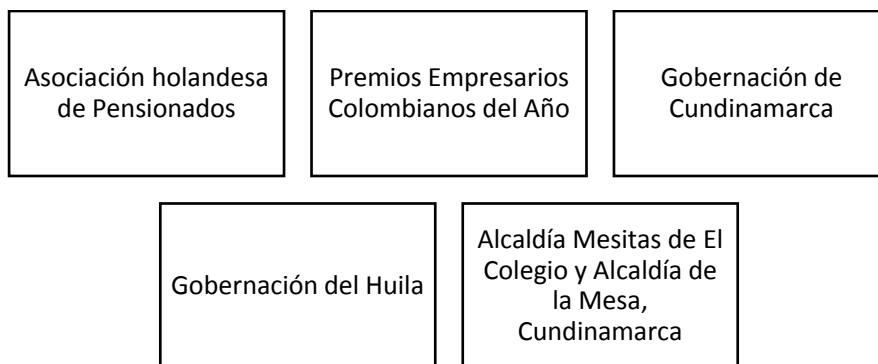 Asociación holandesa
de Pensionados
Premios Empresarios
Colombianos del Año
Gobernación de
Cundinamarca
Gobernación del Huila
Alcaldía Mesitas de El
Colegio y Alcaldía de
la Mesa,
Cundinamarca